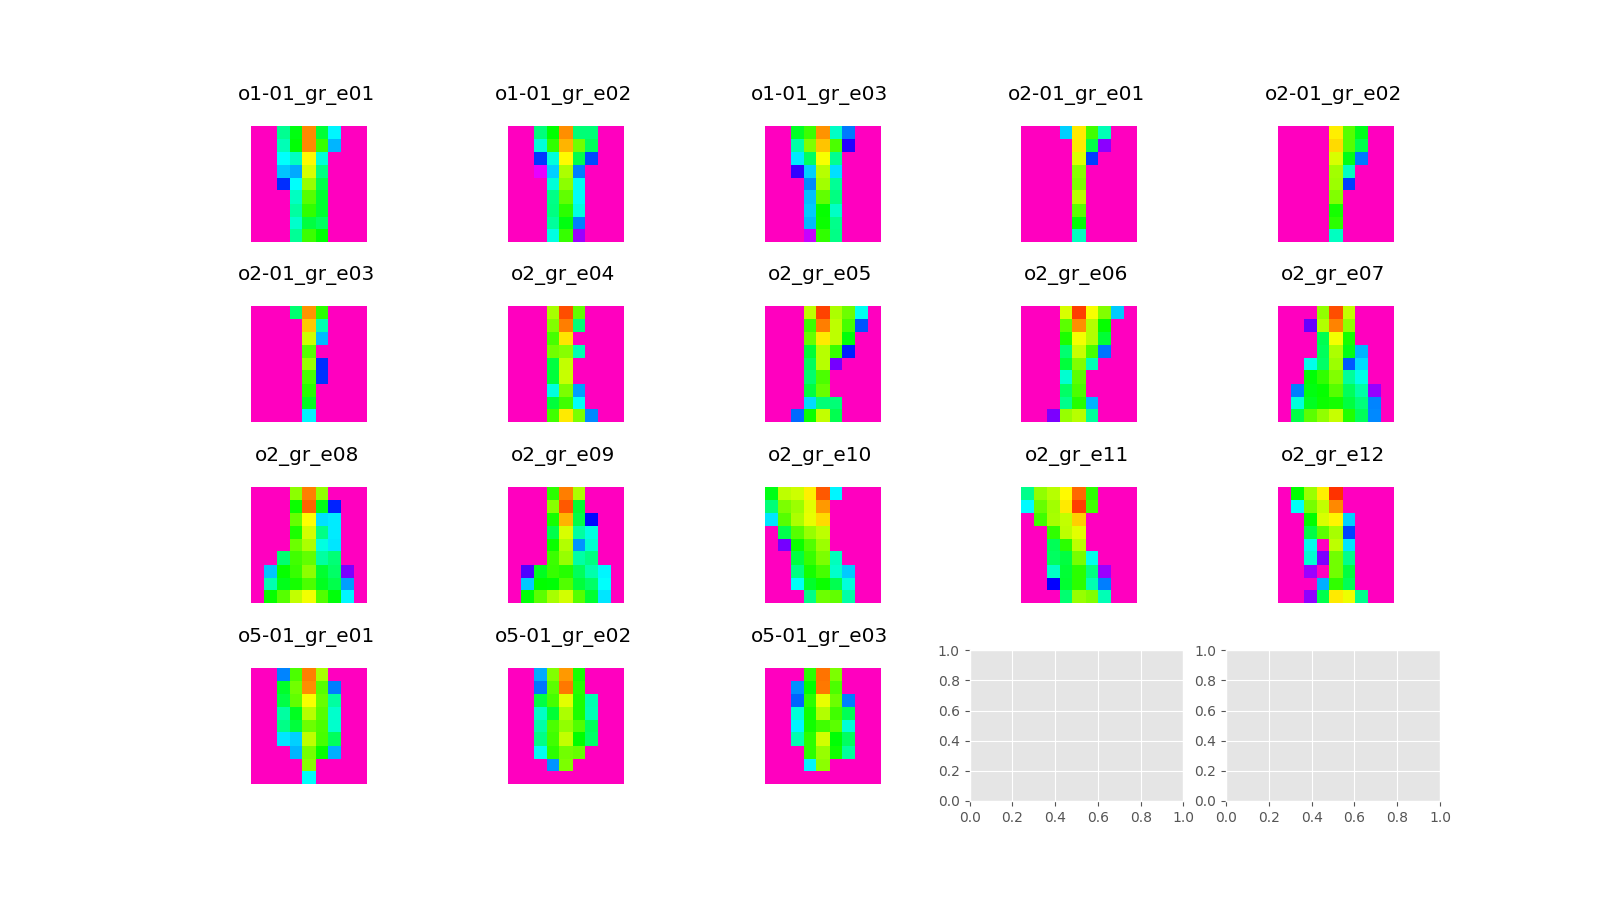 o1-01_gr_e01 o1-01_gr_e02 o1-01_gr_e03 o2-01_gr_e01 o2-01_gr_e02
o2-01_gr_e03 o2_gr_e04 o2_gr_e05 o2_gr_e06 o2_gr_e07
o2_gr_e08 o2_gr_e09 o2_gr_e10 o2_gr_e11 o2_gr_e12
o5-01_gr_e01 o5-01_gr_e02 o5-01_gr_e03
1.0 1.0
0.8 0.8
0.6 0.6
0.4 0.4
0.2 0.2
0.0 0.0
0.0 0.2 0.4 0.6 0.8 1.0 0.0 0.2 0.4 0.6 0.8 1.0